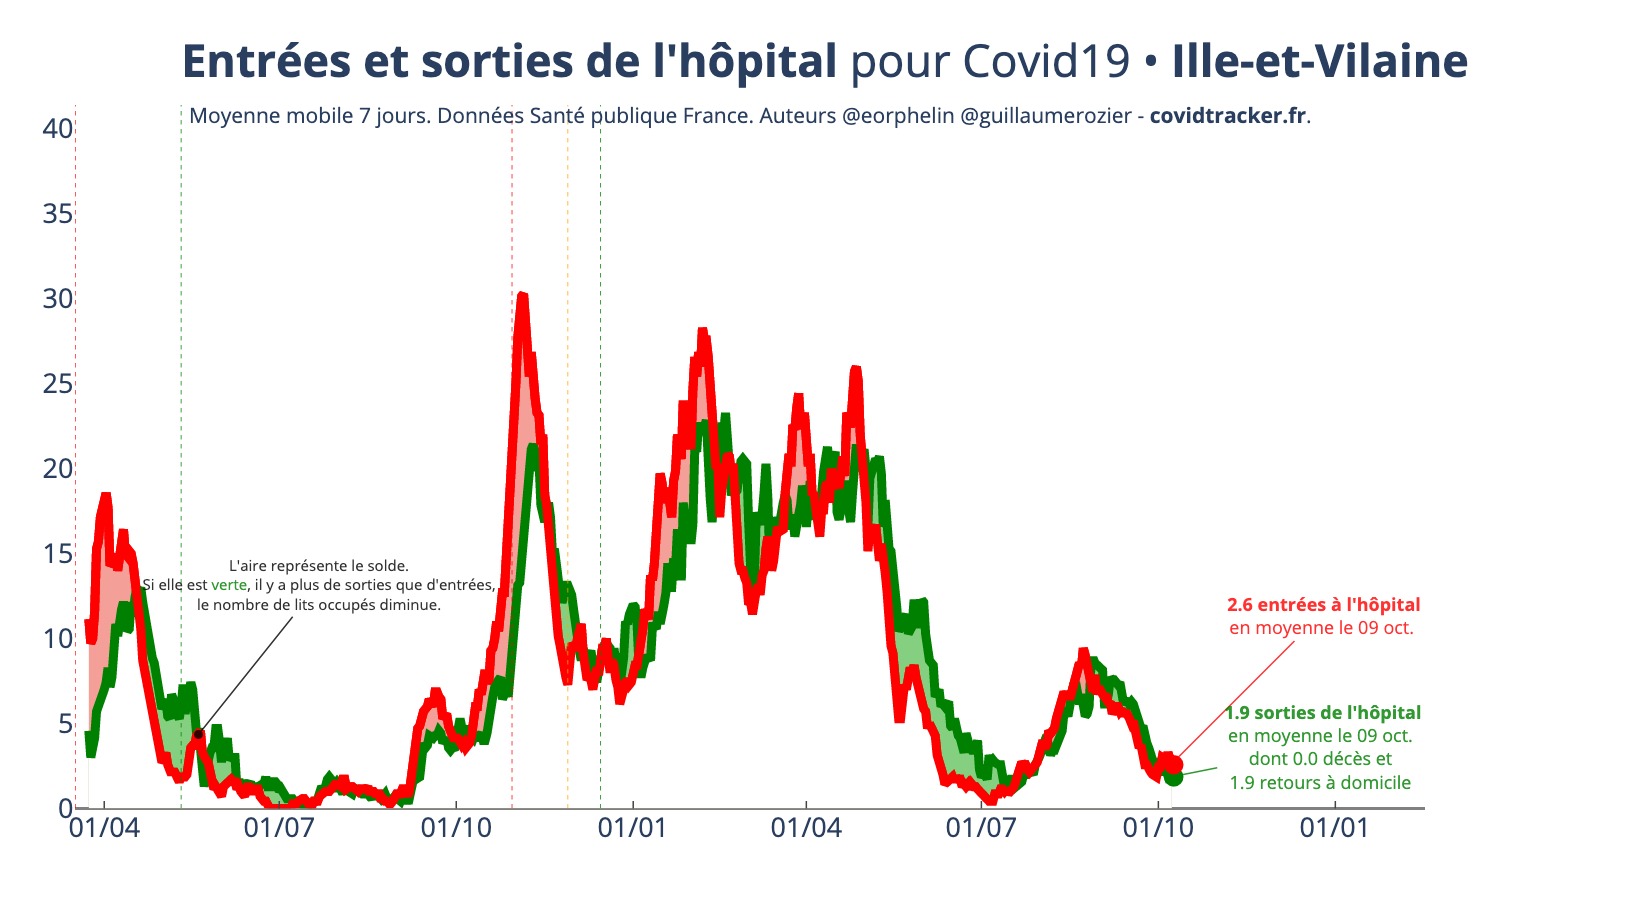 Entrées et sorties de l'hôpital pour Covid19 • Ille-et-Vilaine
Moyenne mobile 7 jours. Données Santé publique France. Auteurs @eorphelin @guillaumerozier - covidtracker.fr.
40
35
30
25
20
15
10
5
0
L'aire représente le solde.
Si elle est verte, il y a plus de sorties que d'entrées,
le nombre de lits occupés diminue.
2.6 entrées à l'hôpital
en moyenne le 09 oct.
1.9 sorties de l'hôpital
en moyenne le 09 oct.
dont 0.0 décès et
1.9 retours à domicile
01/04 01/07 01/10 01/01 01/04 01/07 01/10 01/01